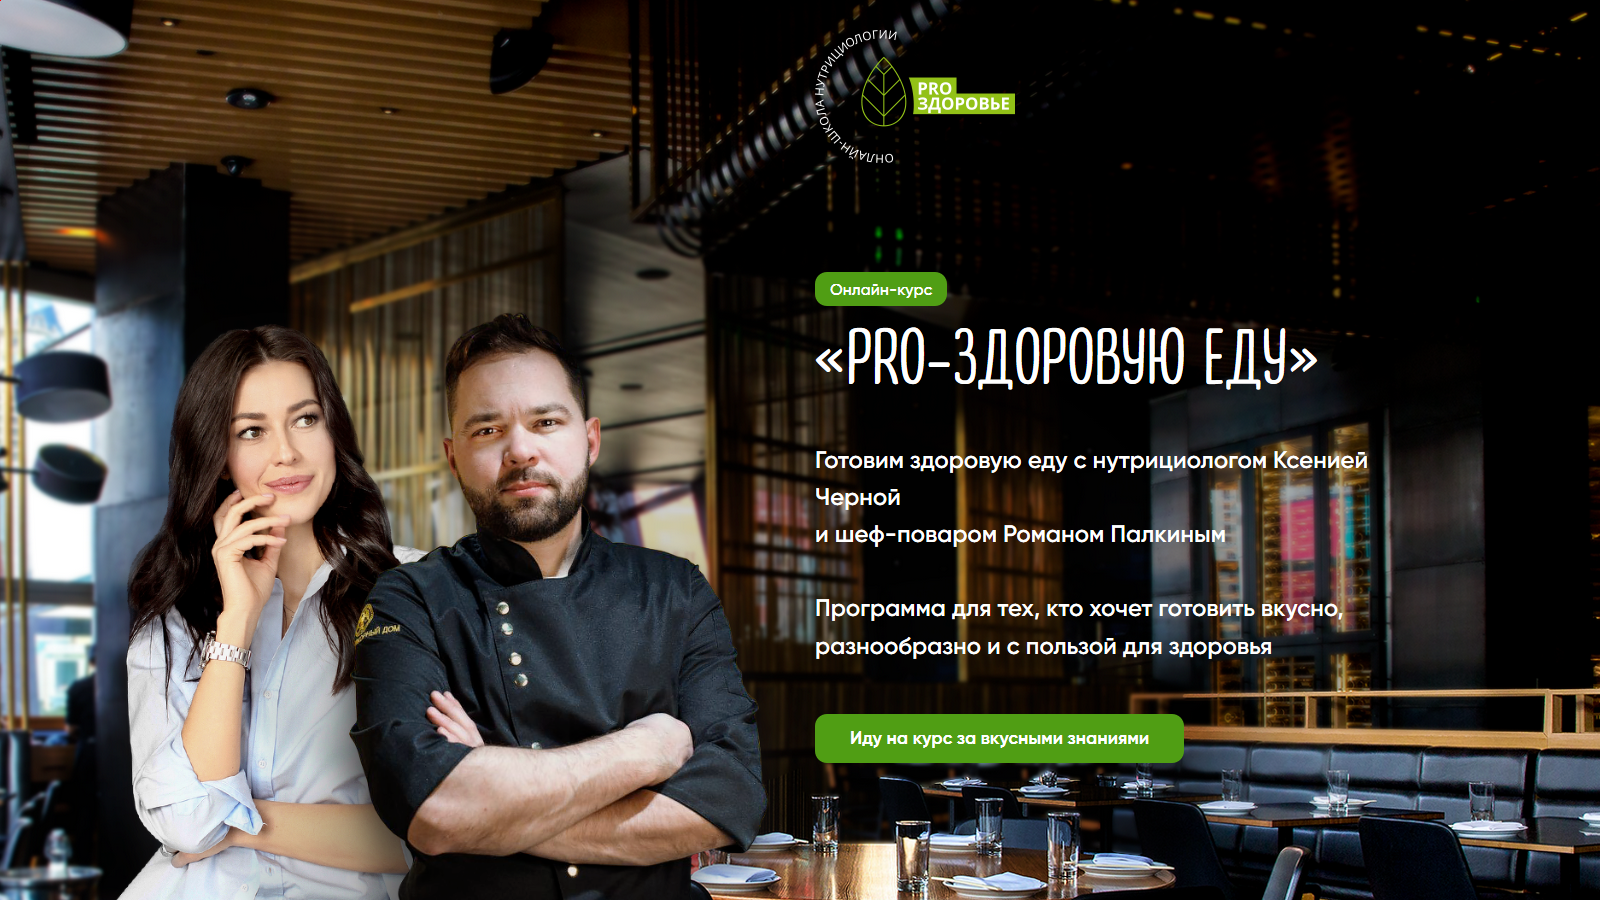 ОНЛАЙН-ШКОЛА НУТРИЦИОЛОГИИ
PRO
ЗДОРОВЬЕ
Онлайн-курс
«PRO-ЗДОРОВУЮ ЕДУ»
Готовим здоровую еду с нутрициологом Ксенией
Черной
и шеф-поваром Романом Палкиным
Программа для тех, кто хочет готовить вкусно,
разнообразно и с пользой для здоровья
Иду на курс за вкусными знаниями
ДОМ